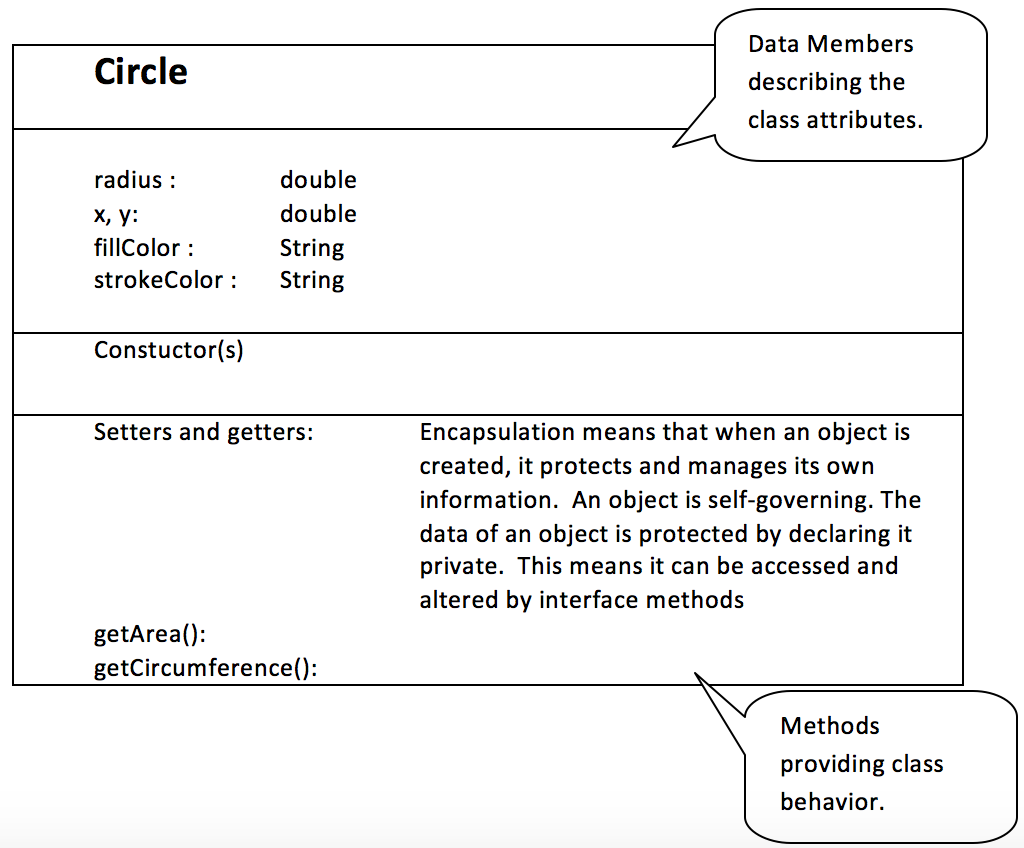 Data Members
describing the
class attributes.
Circle
radius : double
x, y: double
fillColor : String
strokeColor : String
Constuctor(s)
Setters and getters: Encapsulation means that when an object is
created, it protects and manages its own
information.  An object is self-governing. The
data of an object is protected by declaring it
private.  This means it can be accessed and
altered by interface methods
getArea():
getCircumference():
Methods
providing class
behavior.